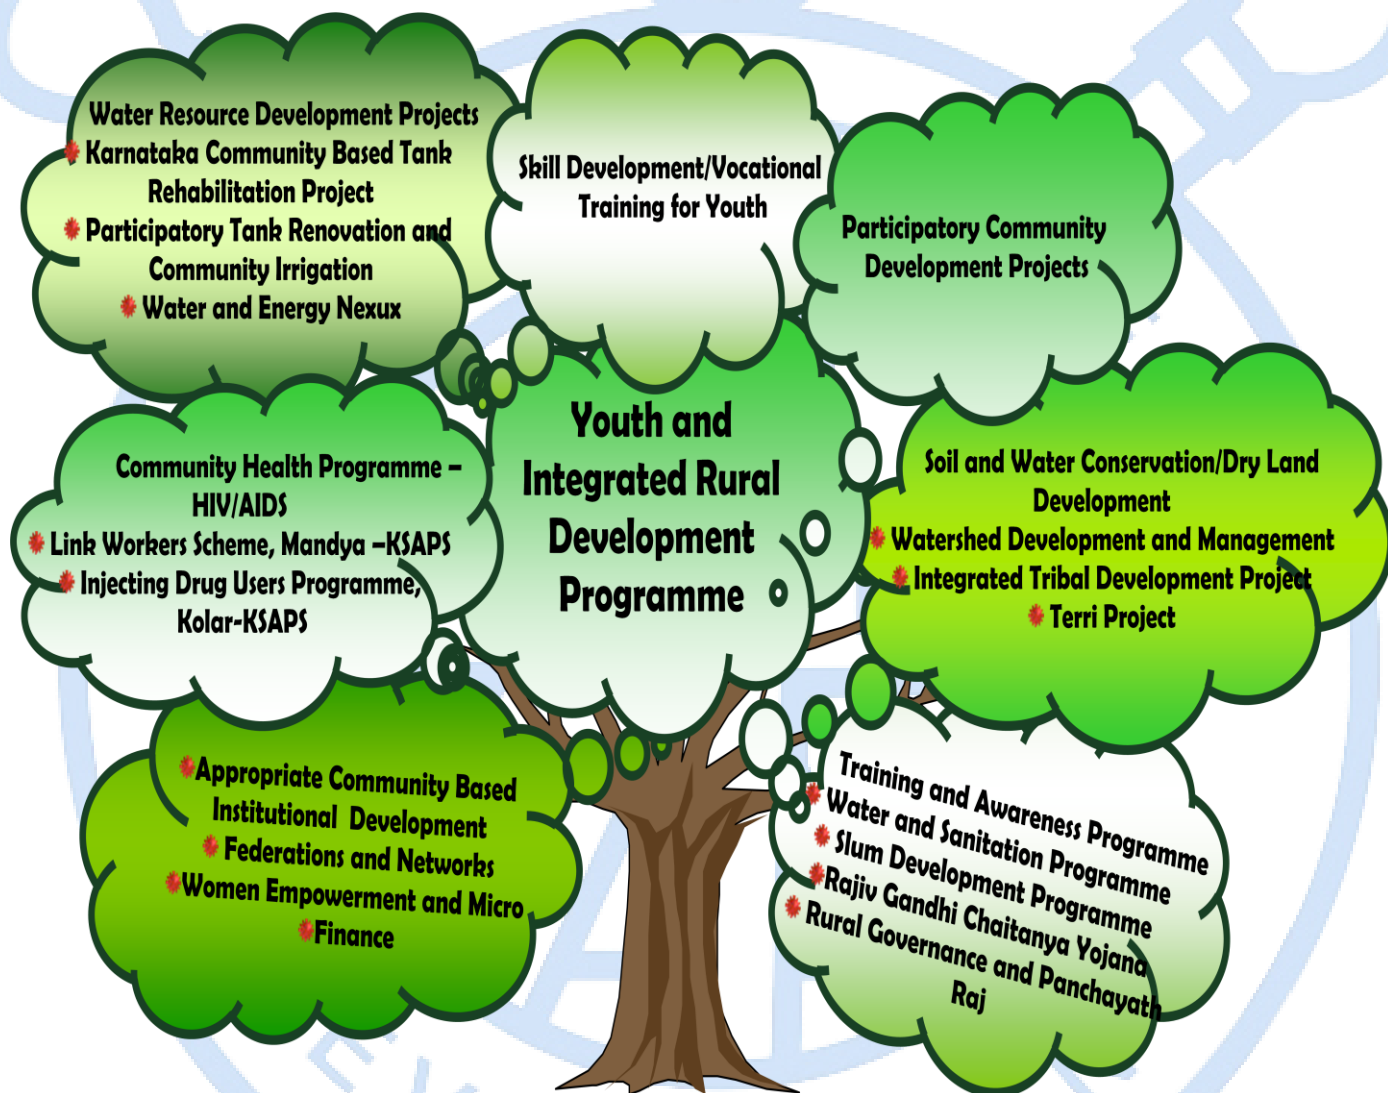 Water Resource Development Projects
Karnataka Community Based Tank
Rehabilitation Project
Participatory Tank Renovation and
Community Irrigation
Water and Energy Nexux
Skill Development/Vocational
Training for Youth
Participatory Community
Development Projects
Youth and
Integrated Rural
Development
Programme
Community Health Programme –
HIV/AIDS
Link Workers Scheme, Mandya –KSAPS
Injecting Drug Users Programme,
Kolar-KSAPS
Soil and Water Conservation/Dry Land
Development
Watershed Development and Management
Integrated Tribal Development Project
Terri Project
Appropriate Community Based
Institutional Development
Federations and Networks
Women Empowerment and Micro
Finance
Training and Awareness Programme
Water and Sanitation Programme
Slum Development Programme
Rajiv Gandhi Chaitanya Yojana
Rural Governance and Panchayath
Raj